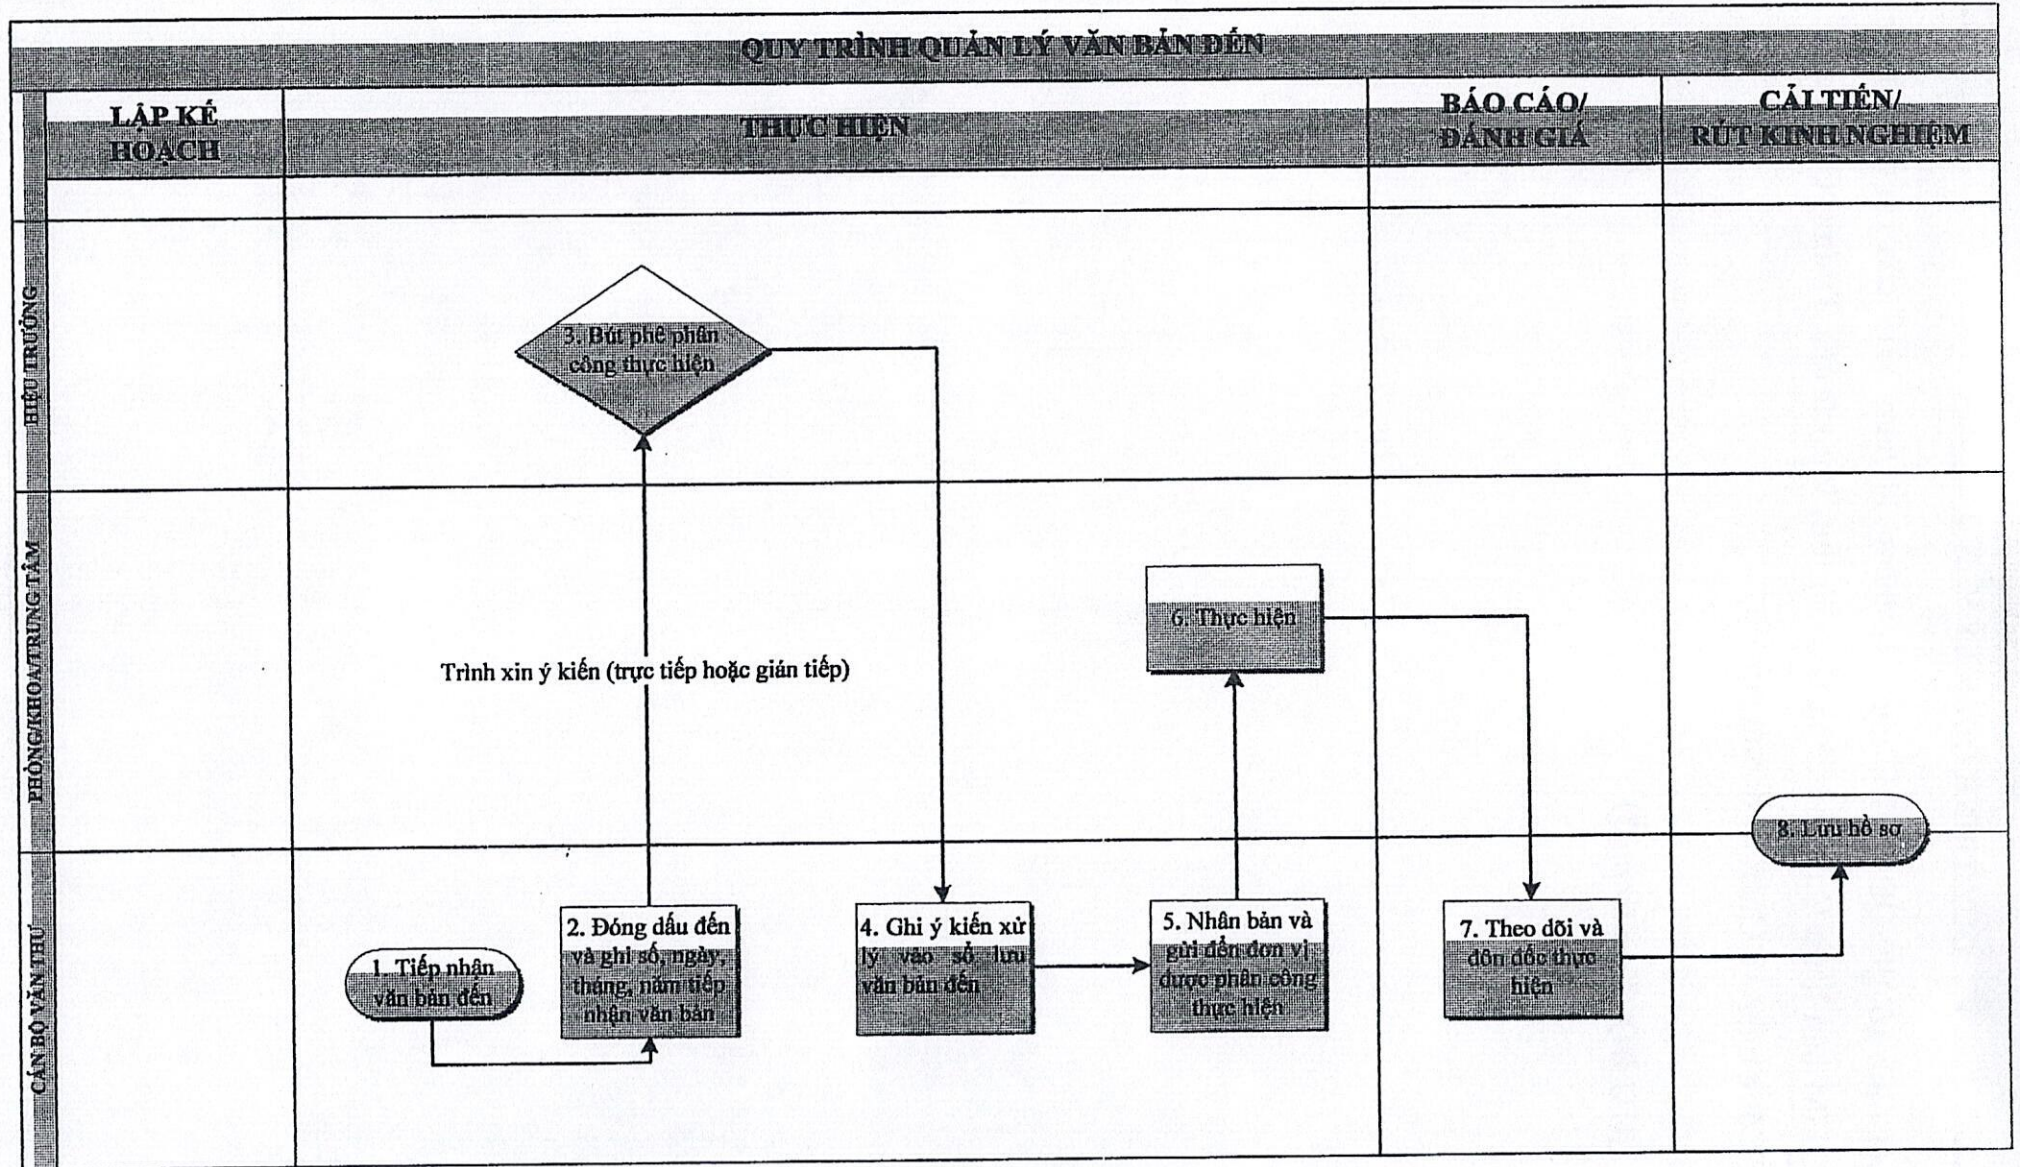 QUY TRÌNH QUẢN LÝ VĂN BẢN ĐẾN
LẬP KẾ
HOẠCH
THỰC HIỆN
BÁO CÁO/
ĐÁNH GIÁ
CẢI TIẾN/
RÚT KINH NGHIỆM
HIỆU TRƯỞNG
3. Bút phê phân
công thực hiện
PHÒNG/KHOA/TRUNG TÂM
6. Thực hiện
Trình xin ý kiến (trực tiếp hoặc gián tiếp)
8. Lưu hồ sơ
CÁN BỘ VĂN THƯ
1. Tiếp nhận
văn bản đến
2. Đóng dấu đến
và ghi số, ngày,
tháng, năm tiếp
nhận văn bản
4. Ghi ý kiến xử
lý vào sổ lưu
văn bản đến
5. Nhân bản và
gửi đến đơn vị
được phân công
thực hiện
7. Theo dõi và
đôn đốc thực
hiện